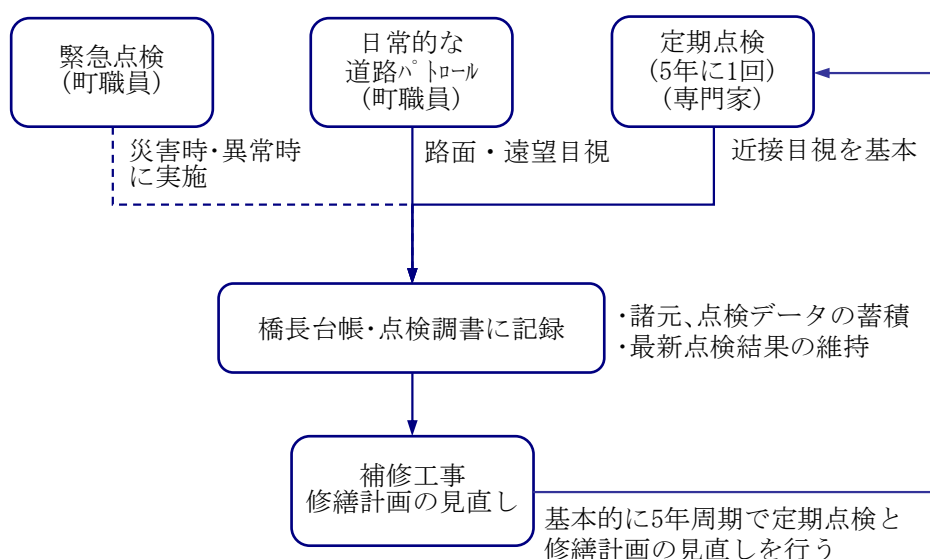 緊急点検
(町職員)
日常的な
道路ﾊﾟﾄﾛｰﾙ
(町職員)
定期点検
(5年に1回)
(専門家)
災害時･異常時
に実施
路面・遠望目視
近接目視を基本
橋長台帳･点検調書に記録
･諸元､点検データの蓄積
･最新点検結果の維持
補修工事
修繕計画の見直し
基本的に5年周期で定期点検と
修繕計画の見直しを行う